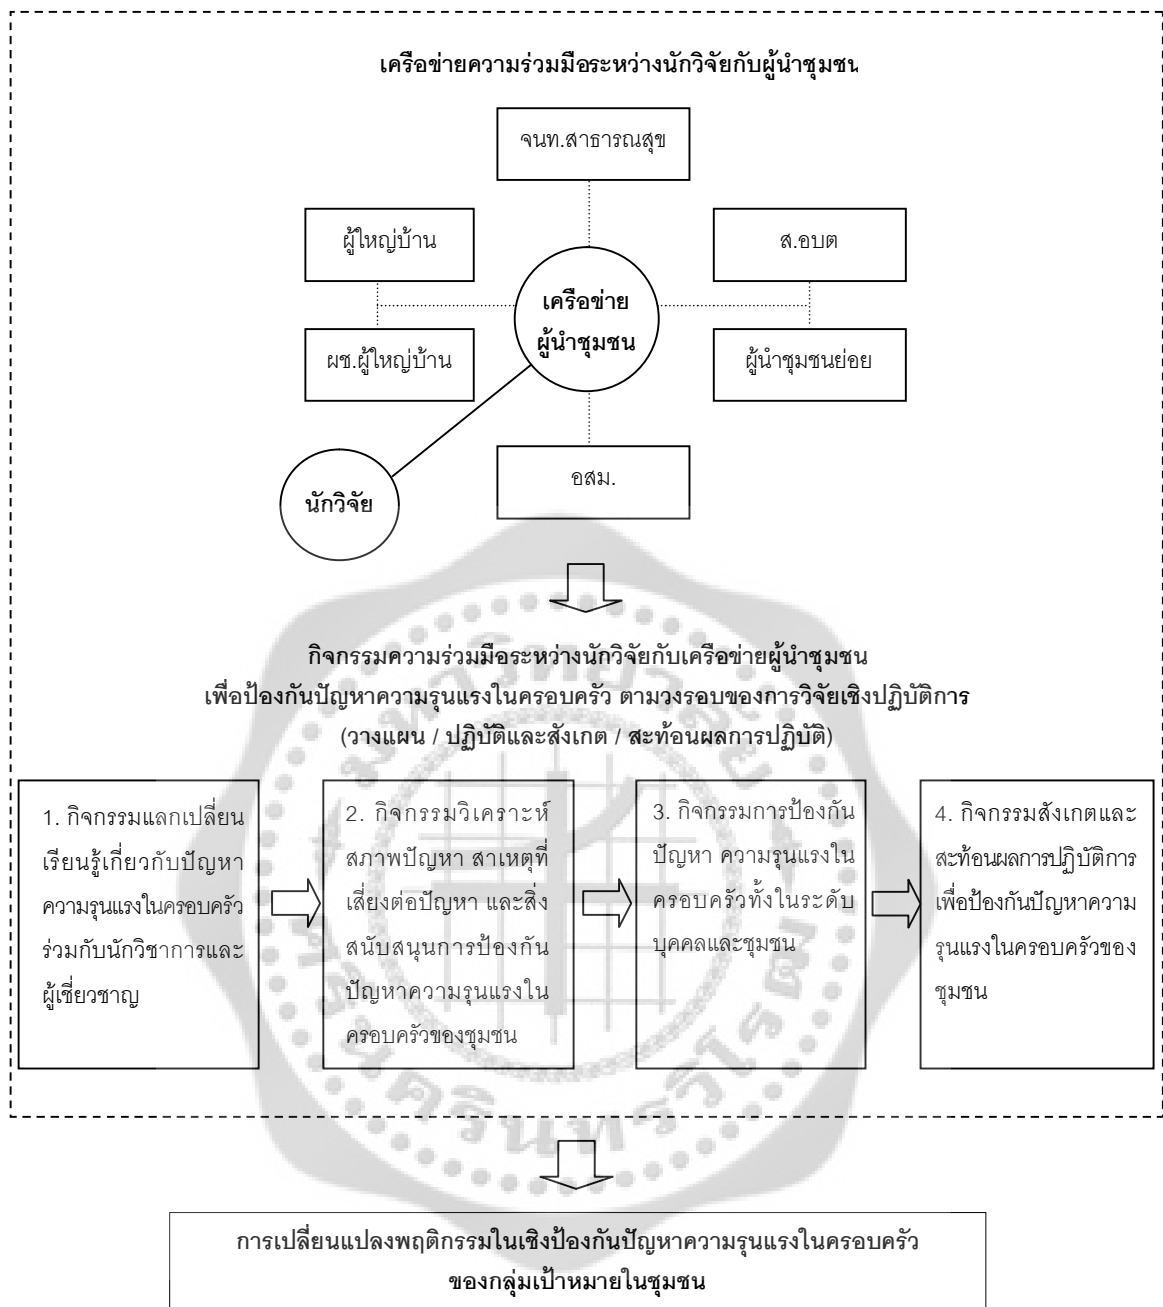 เครือข่ายความร่วมมือระหว่างนักวิจัยกับผู้นำชุมชน
จนท.สาธารณสุข
ผู้ใหญ่บ้าน
ส.อบต
เครือข่าย
ผู้นำชุมชน
ผช.ผู้ใหญ่บ้าน
ผู้นำชุมชนย่อย
อสม.
นักวิจัย
กิจกรรมความร่วมมือระหว่างนักวิจัยกับเครือข่ายผู้นำชุมชน
เพื่อป้องกันปัญหาความรุนแรงในครอบครัว ตามวงรอบของการวิจัยเชิงปฏิบัติการ
(วางแผน / ปฏิบัติและสังเกต / สะท้อนผลการปฏิบัติ)
1. กิจกรรมแลกเปลี่ยน
เรียนรู้เกี่ยวกับปัญหา
ความรุนแรงในครอบครัว
ร่วมกับนักวิชาการและ
ผู้เชี่ยวชาญ
2. กิจกรรมวิเคราะห์
สภาพปัญหา สาเหตุที่
เสี่ยงต่อปัญหา และสิ่ง
สนับสนุนการป้องกัน
ปัญหาความรุนแรงใน
ครอบครัวของชุมชน
3. กิจกรรมการป้องกัน
ปัญหา ความรุนแรงใน
ครอบครัวทั้งในระดับ
บุคคลและชุมชน
4. กิจกรรมสังเกตและ
สะท้อนผลการปฏิบัติการ
เพื่อป้องกันปัญหาความ
รุนแรงในครอบครัวของ
ชุมชน
มหาวิทยาลัย
ศรีนครินทรวิโรฒ
การเปลี่ยนแปลงพฤติกรรมในเชิงป้องกันปัญหาความรุนแรงในครอบครัว
ของกลุ่มเป้าหมายในชุมชน